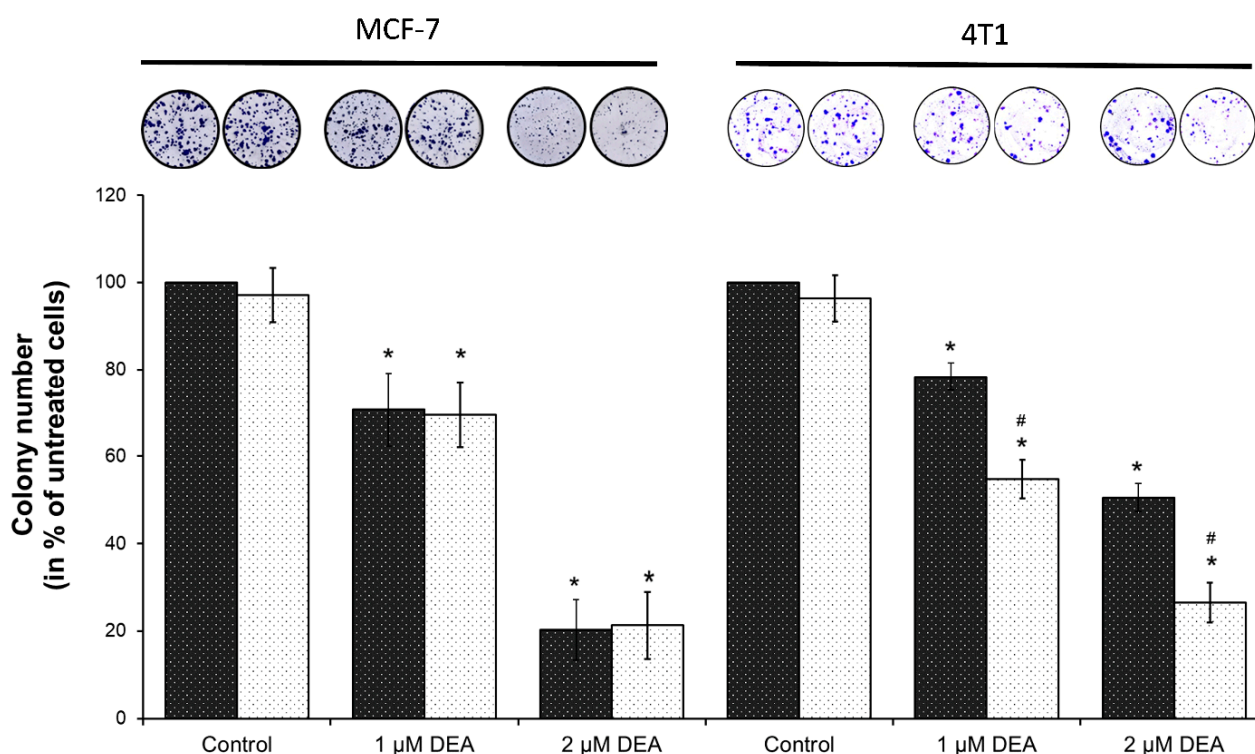 MCF-7
4T1
Colony number
(in % of untreated cells)
120
100
80
60
40
20
0
* * * * * # * * # *
Control
1 µM DEA
2 µM DEA
Control
1 µM DEA
2 µM DEA